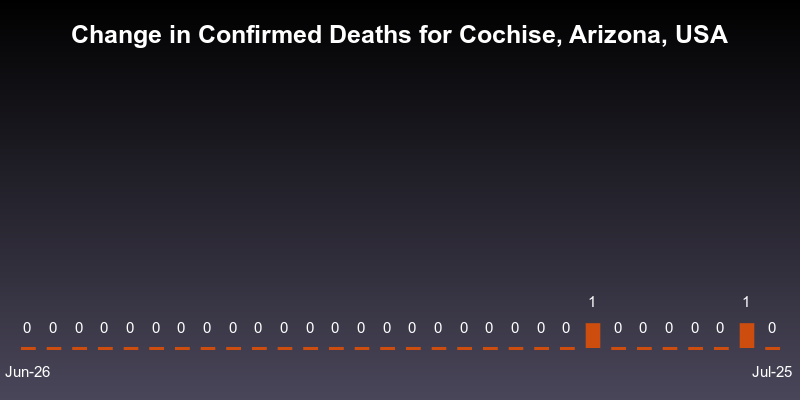 Change in Confirmed Deaths for Cochise, Arizona, USA
1 1
0 0 0 0 0 0 0 0 0 0 0 0 0 0 0 0 0 0 0 0 0 0 0 0 0 0 0 0
Jun-26 Jul-25